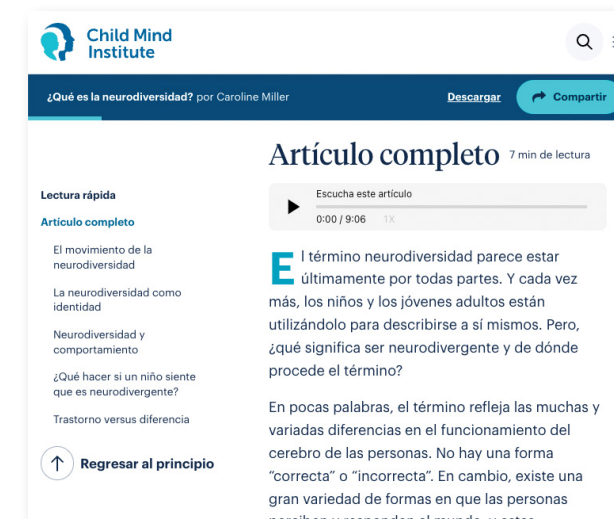 Child Mind
Institute
¿Qué es la neurodiversidad? por Caroline Miller
Descargar
Compartir
Artículo completo 7 min de lectura
Lectura rápida
Artículo completo
El movimiento de la
neurodiversidad
La neurodiversidad como
identidad
Neurodiversidad y
comportamiento
¿Qué hacer si un niño siente
que es neurodivergente?
Trastorno versus diferencia
Regresar al principio
Escucha este artículo
0:00 / 9:06 1X
El término neurodiversidad parece estar
últimamente por todas partes. Y cada vez
más, los niños y los jóvenes adultos están
utilizándolo para describirse a sí mismos. Pero,
¿qué significa ser neurodivergente y de dónde
procede el término?
En pocas palabras, el término refleja las muchas y
variadas diferencias en el funcionamiento del
cerebro de las personas. No hay una forma
“correcta” o “incorrecta”. En cambio, existe una
gran variedad de formas en que las personas
perciben y responden al mundo, y estas